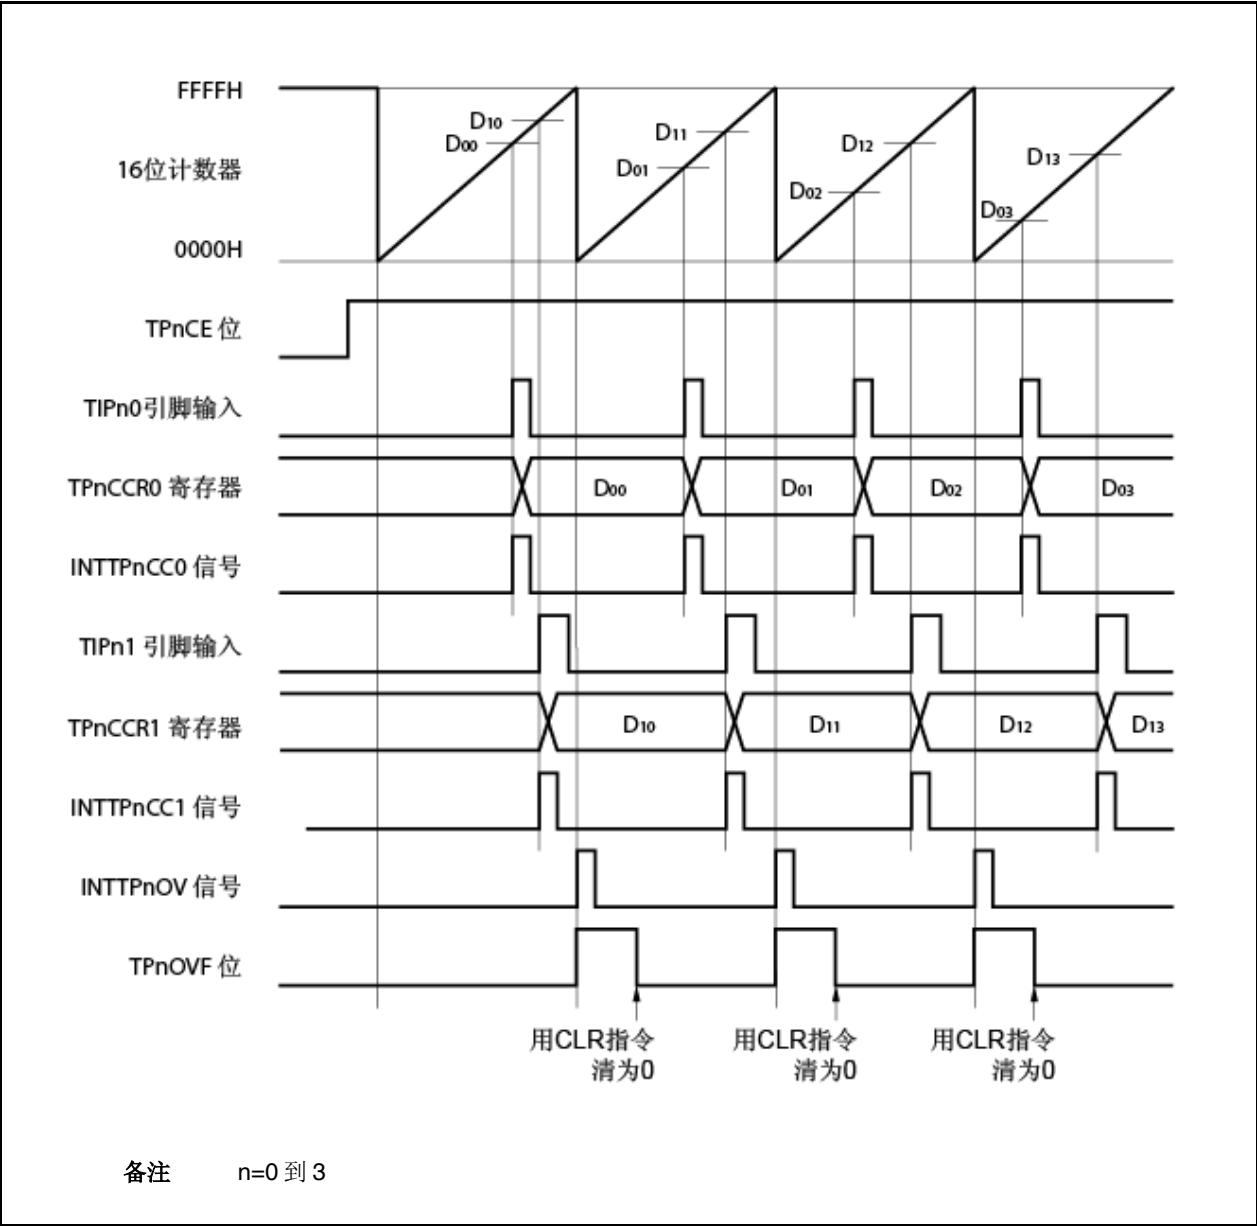 FFFFH
D10
D00
D11
D01
D12
D02
D13
D03
16位计数器
0000H
TPnCE 位
TIPn0引脚输入
TPnCCR0 寄存器
D00
D01
D02
D03
INTTPnCC0 信号
TIPn1 引脚输入
TPnCCR1 寄存器
D10
D11
D12
D13
INTTPnCC1 信号
INTTPnOV 信号
TPnOVF 位
用CLR指令
清为0
用CLR指令
清为0
用CLR指令
清为0
备注 n=0 到 3